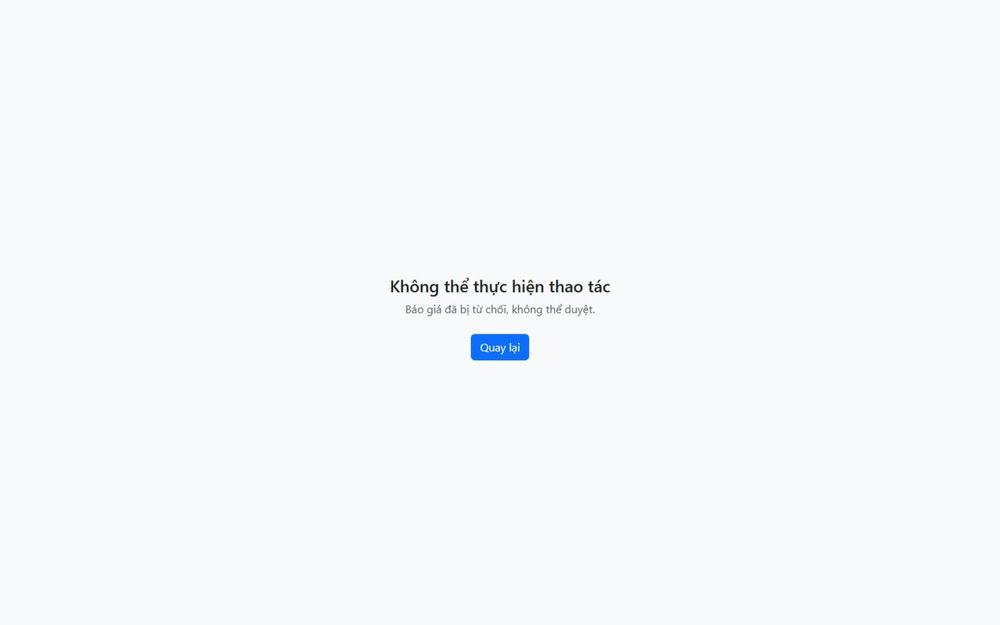 Không thể thực hiện thao tác
Báo giá đã bị từ chối, không thể duyệt.
Quay lại